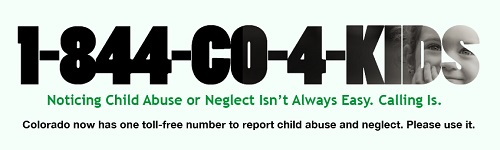 1-844-CO-4-KIDS
Noticing Child Abuse or Neglect Isn't Always Easy. Calling Is.
Colorado now has one toll-free number to report child abuse and neglect. Please use it.